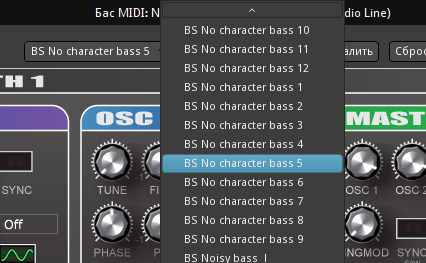 Бас MIDI: N
dio Line)
BS No character bass 5
алить
Сброс
BS No character bass 10
BS No character bass 11
BS No character bass 12
BS No character bass 1
BS No character bass 2
BS No character bass 3
BS No character bass 4
BS No character bass 5
BS No character bass 6
BS No character bass 7
BS No character bass 8
BS No character bass 9
BS Noisy bass I
TH 1
OSC
MAST
SYNC
TUNE
FI
OSC 1
OSC 2
Off
PHASE
P
NGMOD
SYNC